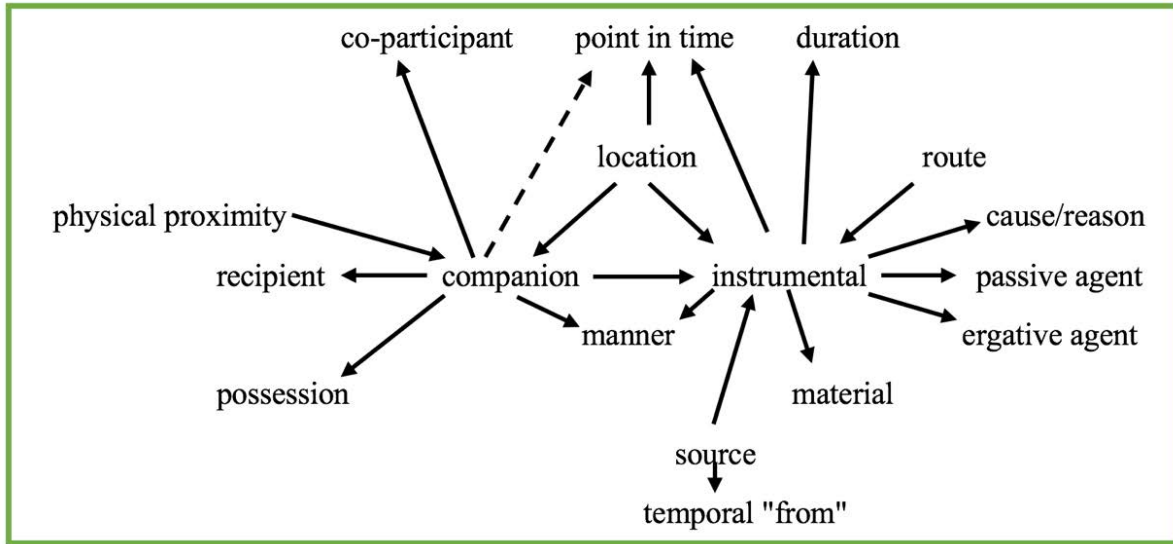 co-participant point in time duration
location route
physical proximity cause/reason
recipient companion instrumental passive agent
manner ergative agent
possession material
source
temporal "from"